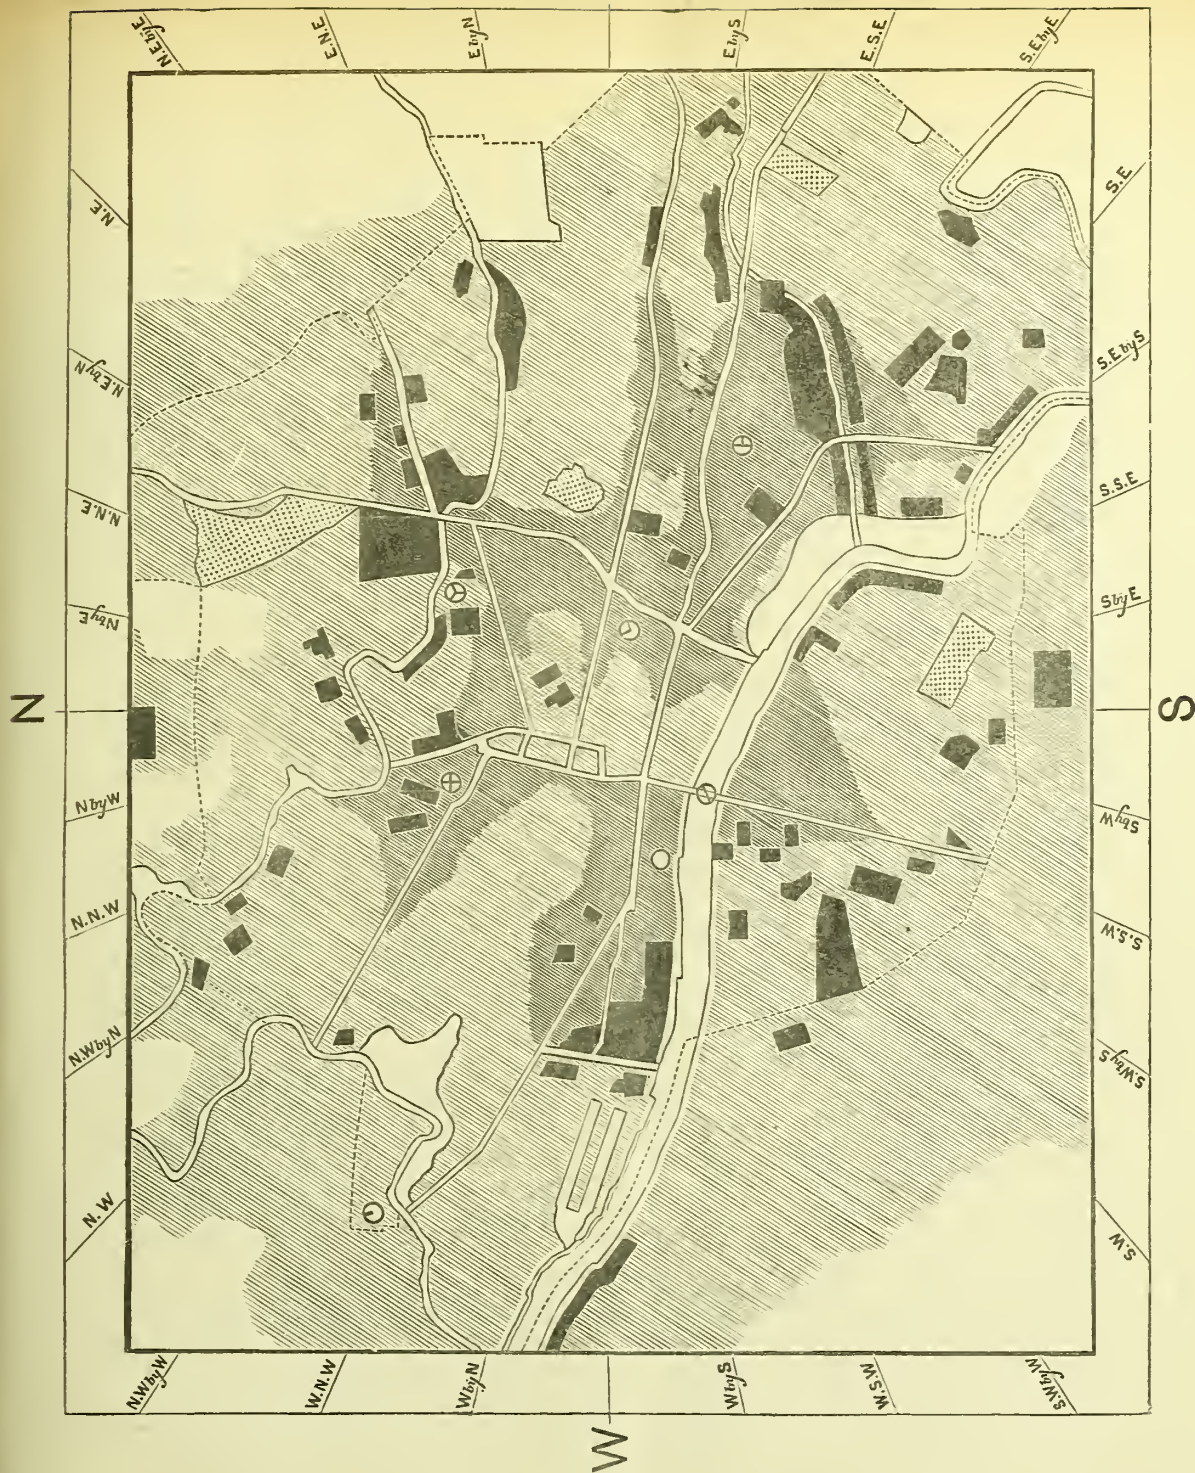 N.E by E
E.N.E
E by N
E by S
E.S.E
S.E by E
N.E
S.E
N.E by N
S.E by S
N.N.E
S.S.E
N by E
S by E
N
S
N by W
S by W
N.N.W
S.S.W
N.W by N
S.W by S
N.W
S.W
N.W by W
W.N.W
W by N
W by S
W.S.W
S.W by W
W